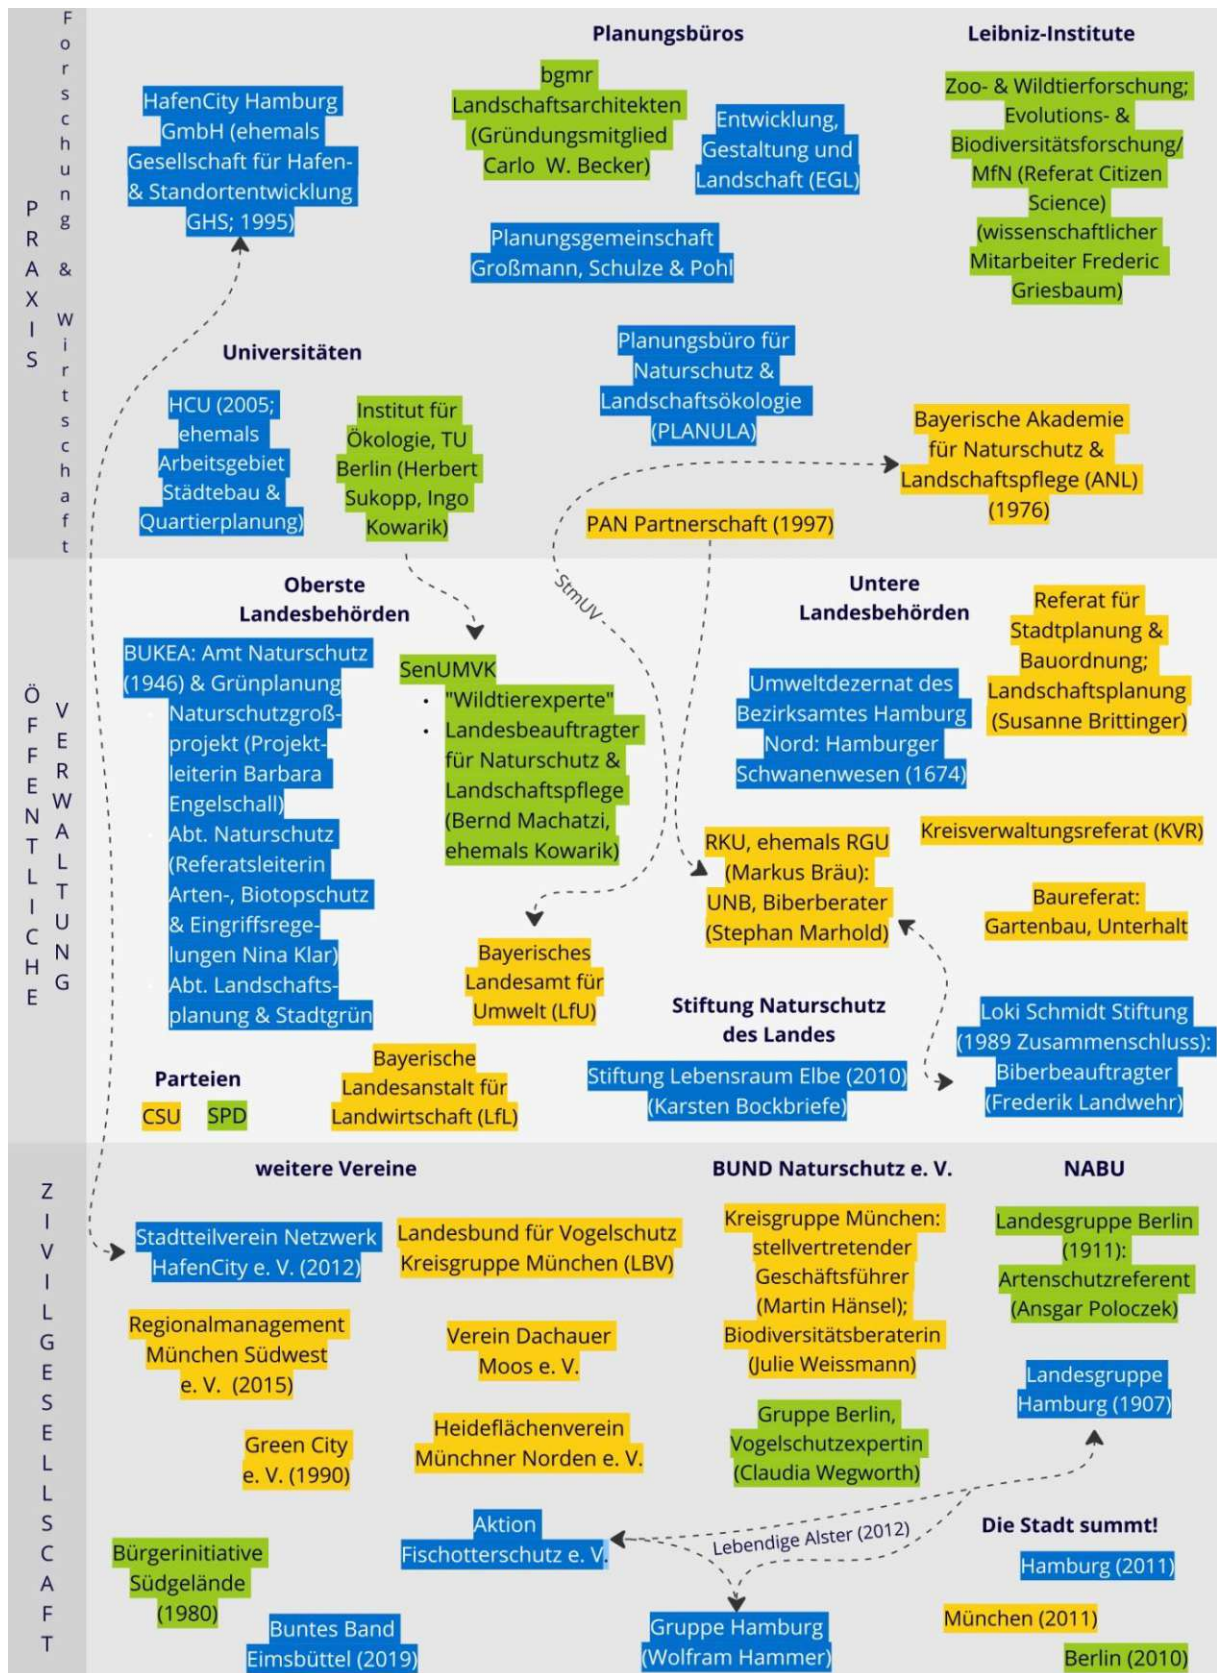 PRAXIS
Forschung & Wirtschaft
Planungsbüros
Leibniz-Institute
HafenCity Hamburg
GmbH (ehemals
Gesellschaft für Hafen-
& Standortentwicklung
GHS; 1995)
bgmr
Landschaftsarchitekten
(Gründungsmitglied
Carlo W. Becker)
Entwicklung,
Gestaltung und
Landschaft (EGL)
Zoo- & Wildtierforschung;
Evolutions- &
Biodiversitätsforschung/
MfN (Referat Citizen
Science)
(wissenschaftlicher
Mitarbeiter Frederic
Griesbaum)
Planungsgemeinschaft
Großmann, Schulze & Pohl
Universitäten
Planungsbüro für
Naturschutz &
Landschaftsökologie
(PLANULA)
HCU (2005;
ehemals
Arbeitsgebiet
Städtebau &
Quartierplanung)
Institut für
Ökologie, TU
Berlin (Herbert
Sukopp, Ingo
Kowarik)
Bayerische Akademie
für Naturschutz &
Landschaftspflege (ANL)
(1976)
PAN Partnerschaft (1997)
StmUV
ÖFFENTLICHE
VERWALTUNG
Oberste
Landesbehörden
Untere
Landesbehörden
BUKEA: Amt Naturschutz
(1946) & Grünplanung
• Naturschutzgroß-
projekt (Projekt-
leiterin Barbara
Engelschall)
• Abt. Naturschutz
(Referatsleiterin
Arten-, Biotopschutz
& Eingriffsrege-
lungen Nina Klar)
• Abt. Landschafts-
planung & Stadtgrün
SenUMVK
• "Wildtierexperte"
• Landesbeauftragter
für Naturschutz &
Landschaftspflege
(Bernd Machatzi,
ehemals Kowarik)
Umweltdezernat des
Bezirksamtes Hamburg
Nord: Hamburger
Schwanenwesen (1674)
Referat für
Stadtplanung &
Bauordnung;
Landschaftsplanung
(Susanne Brittinger)
RKU, ehemals RGU
(Markus Bräu):
UNB, Biberberater
(Stephan Marhold)
Kreisverwaltungsreferat (KVR)
Baureferat:
Gartenbau, Unterhalt
Bayerisches
Landesamt für
Umwelt (LfU)
Stiftung Naturschutz
des Landes
Stiftung Lebensraum Elbe (2010)
(Karsten Bockbriefe)
Loki Schmidt Stiftung
(1989 Zusammenschluss):
Biberbeauftragter
(Frederik Landwehr)
Parteien
CSU
SPD
Bayerische
Landesanstalt für
Landwirtschaft (LfL)
ZIVILGESELLSCAFT
weitere Vereine
BUND Naturschutz e. V.
NABU
Stadtteilverein Netzwerk
HafenCity e. V. (2012)
Landesbund für Vogelschutz
Kreisgruppe München (LBV)
Kreisgruppe München:
stellvertretender
Geschäftsführer
(Martin Hänsel);
Biodiversitätsberaterin
(Julie Weissmann)
Landesgruppe Berlin
(1911):
Artenschutzreferent
(Ansgar Poloczek)
Regionalmanagement
München Südwest
e. V. (2015)
Verein Dachauer
Moos e. V.
Landesgruppe
Hamburg (1907)
Green City
e. V. (1990)
Heideflächenverein
Münchner Norden e. V.
Gruppe Berlin,
Vogelschutzexpertin
(Claudia Wegworth)
Aktion
Fischotterschutz e. V.
Lebendige Alster (2012)
Die Stadt summt!
Hamburg (2011)
München (2011)
Berlin (2010)
Bürgerinitiative
Südgelände
(1980)
Buntes Band
Eimsbüttel (2019)
Gruppe Hamburg
(Wolfram Hammer)